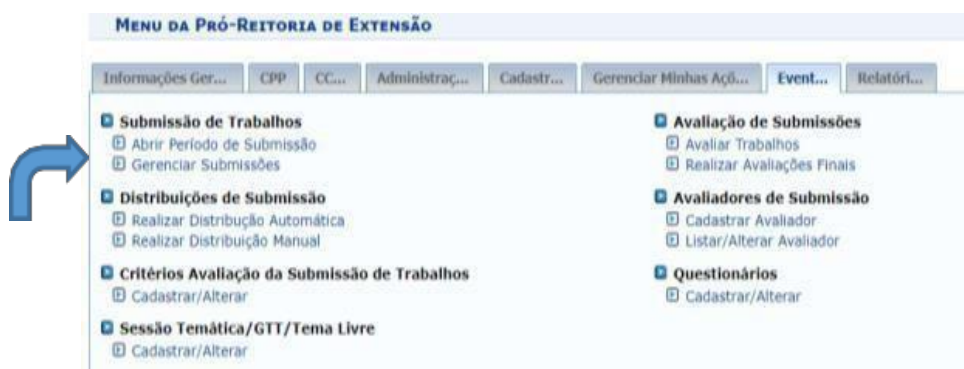 MENU DA PRÓ-REITORIA DE EXTENSÃO
Informações Ger... CPP CC... Administraç... Cadastr... Gerenciar Minhas Açõ... Event... Relatóri...
Submissão de Trabalhos
Abrir Período de Submissão
Gerenciar Submissões
Distribuições de Submissão
Realizar Distribução Automática
Realizar Distribuição Manual
Critérios Avaliação da Submissão de Trabalhos
Cadastrar/Alterar
Sessão Temática/GTT/Tema Livre
Cadastrar/Alterar
Avaliação de Submissões
Avaliar Trabalhos
Realizar Avaliações Finais
Avaliadores de Submissão
Cadastrar Avaliador
Listar/Alterar Avaliador
Questionários
Cadastrar/Alterar